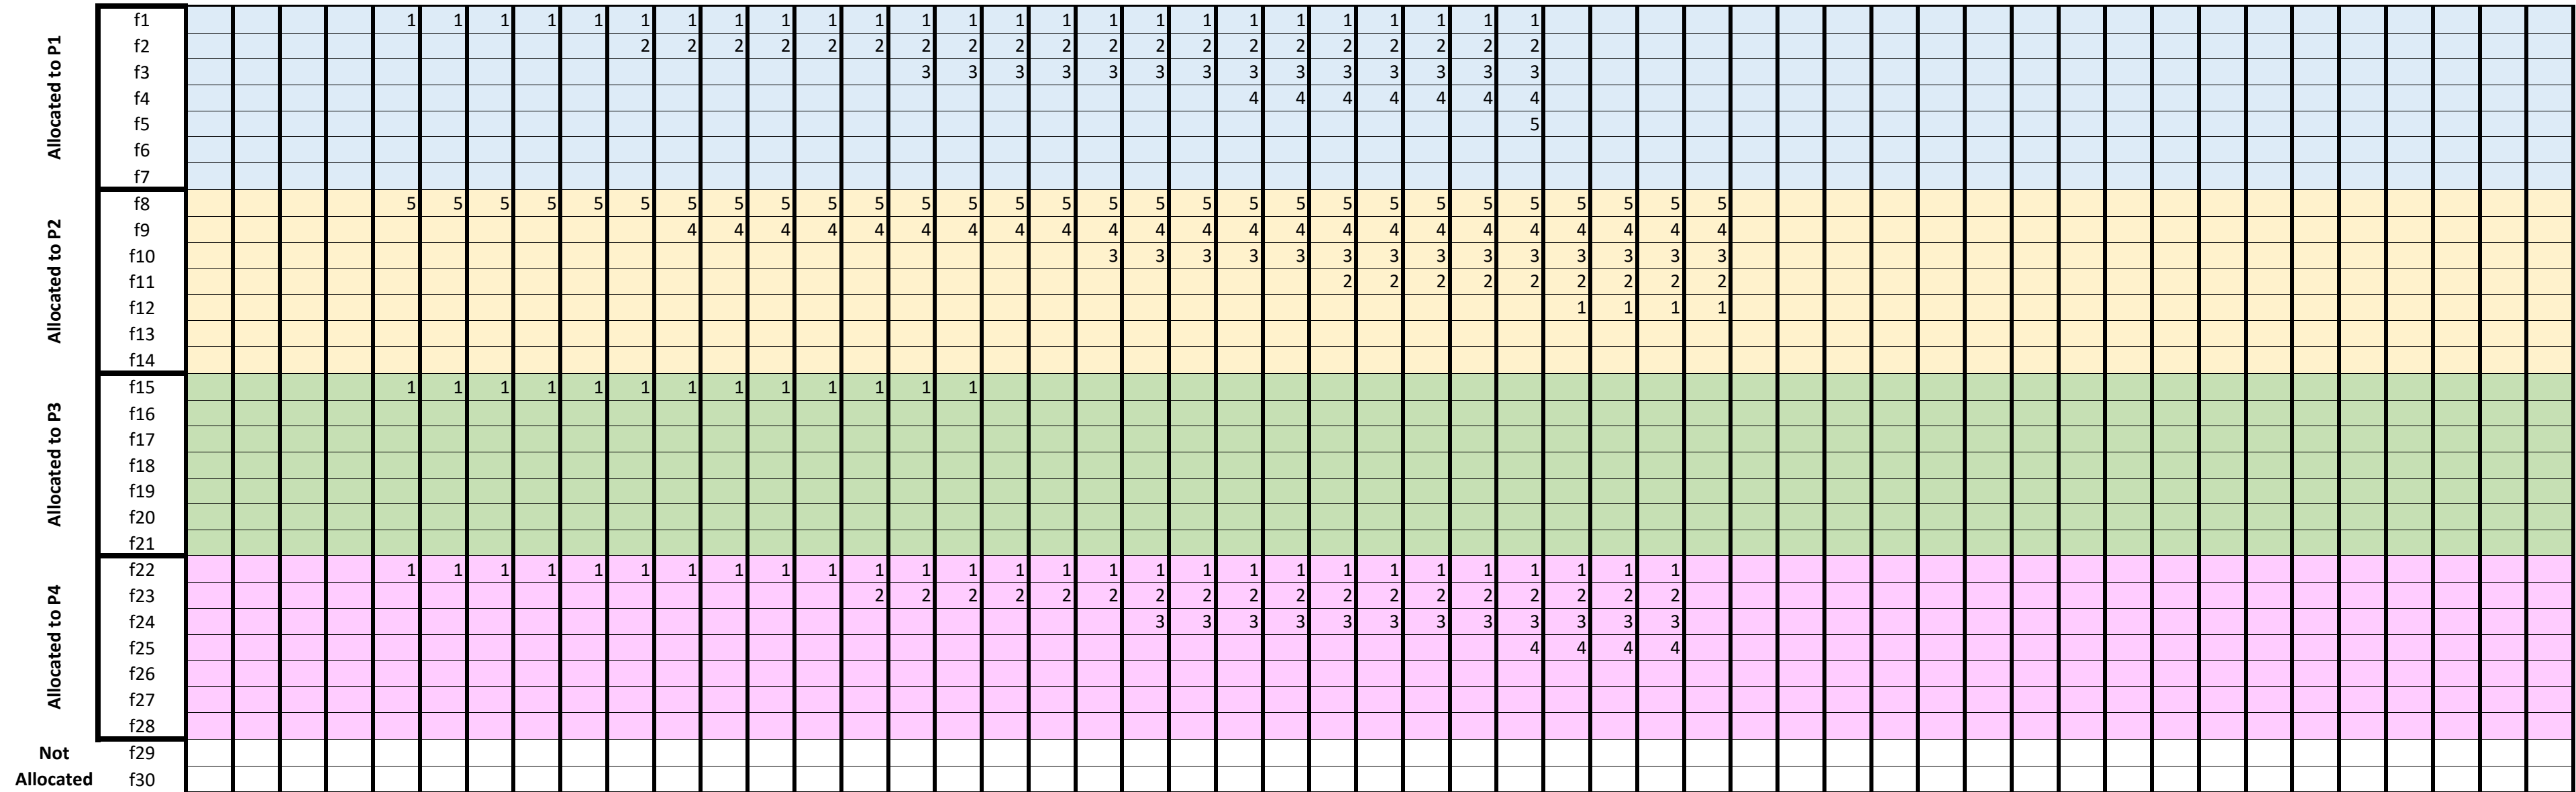 Allocated to P1
f1 1 1 1 1 1 1 1 1 1 1 1 1 1 1 1 1 1 1 1 1 1 1 1 1 1
f2 2 2 2 2 2 2 2 2 2 2 2 2 2 2 2 2 2 2 2 2
f3 3 3 3 3 3 3 3 3 3 3 3 3 3 3
f4 4 4 4 4 4 4 4
f5 5
f6
f7
Allocated to P2
f8 5 5 5 5 5 5 5 5 5 5 5 5 5 5 5 5 5 5 5 5 5 5 5 5 5 5 5 5 5
f9 4 4 4 4 4 4 4 4 4 4 4 4 4 4 4 4 4 4 4 4 4 4 4
f10 3 3 3 3 3 3 3 3 3 3 3 3 3 3
f11 2 2 2 2 2 2 2 2 2
f12 1 1 1 1
f13
f14
Allocated to P3
f15 1 1 1 1 1 1 1 1 1 1 1 1 1
f16
f17
f18
f19
f20
f21
Allocated to P4
f22 1 1 1 1 1 1 1 1 1 1 1 1 1 1 1 1 1 1 1 1 1 1 1 1 1 1 1 1
f23 2 2 2 2 2 2 2 2 2 2 2 2 2 2 2 2 2 2
f24 3 3 3 3 3 3 3 3 3 3 3 3
f25 4 4 4 4
f26
f27
f28
Not f29
Allocated f30